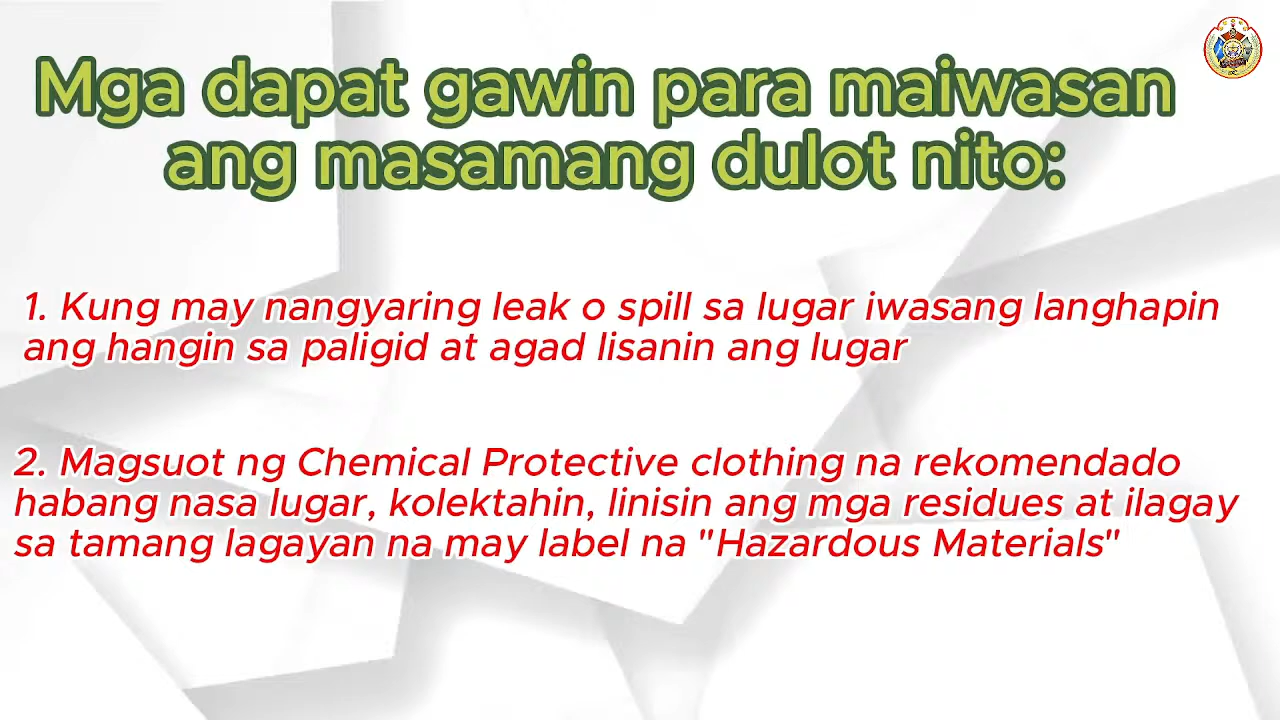 Mga dapat gawin para maiwasan
ang masamang dulot nito:
1. Kung may nangyaring leak o spill sa lugar iwasang langhapin
ang hangin sa paligid at agad lisanin ang lugar
2. Magsuot ng Chemical Protective clothing na rekomendado
habang nasa lugar, kolektahin, linisin ang mga residues at ilagay
sa tamang lagayan na may label na "Hazardous Materials"